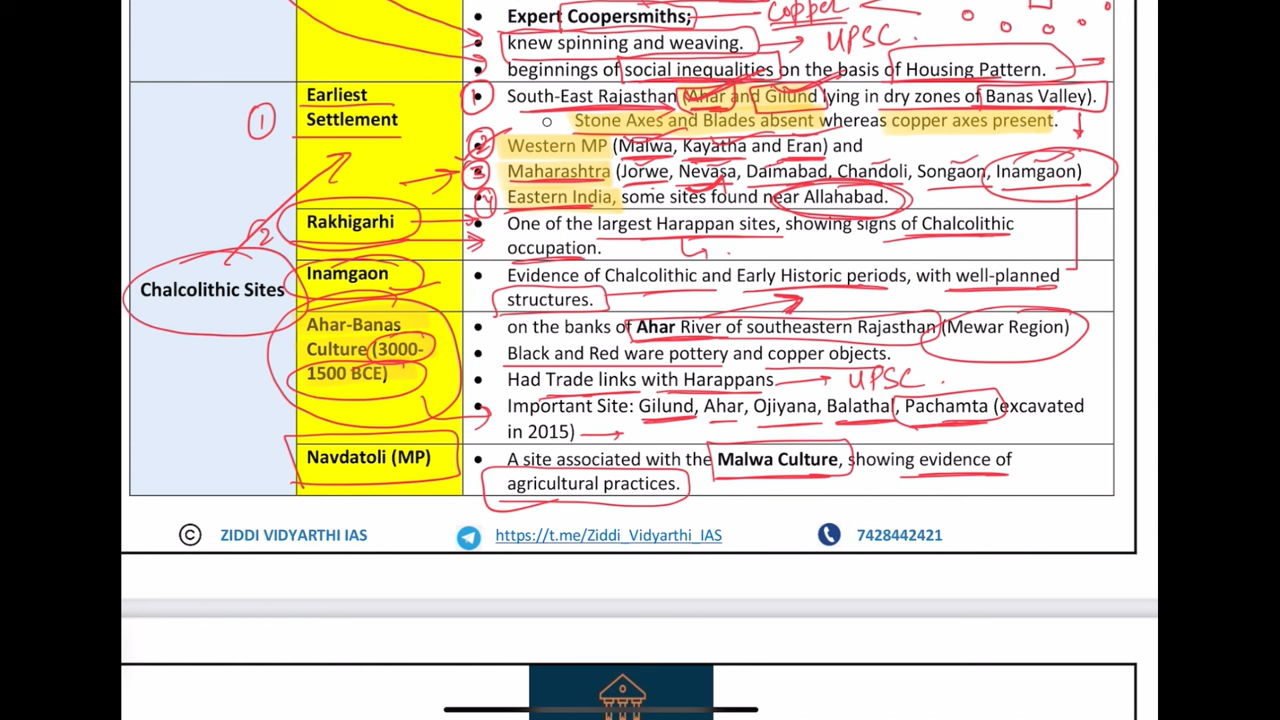 Expert Coopersmiths; copper
knew spinning and weaving. UPSC.
beginnings of social inequalities on the basis of Housing Pattern.
Earliest
Settlement
1
1 South-East Rajasthan (Ahar and Gilund lying in dry zones of Banas Valley).
Stone Axes and Blades absent whereas copper axes present.
2 Western MP (Malwa, Kayatha and Eran) and
3 Maharashtra (Jorwe, Nevasa, Daimabad, Chandoli, Songaon, Inamgaon)
4 Eastern India, some sites found near Allahabad.
2
Rakhigarhi
One of the largest Harappan sites, showing signs of Chalcolithic
occupation.
Chalcolithic Sites
Inamgaon
Evidence of Chalcolithic and Early Historic periods, with well-planned
structures.
Ahar-Banas
Culture (3000-
1500 BCE)
on the banks of Ahar River of southeastern Rajasthan (Mewar Region)
Black and Red ware pottery and copper objects.
Had Trade links with Harappans UPSC.
Important Site: Gilund, Ahar, Ojiyana, Balathal, Pachamta (excavated
in 2015)
Navdatoli (MP)
A site associated with the Malwa Culture, showing evidence of
agricultural practices.
© ZIDDI VIDYARTHI IAS https://t.me/Ziddi_Vidyarthi_IAS 7428442421